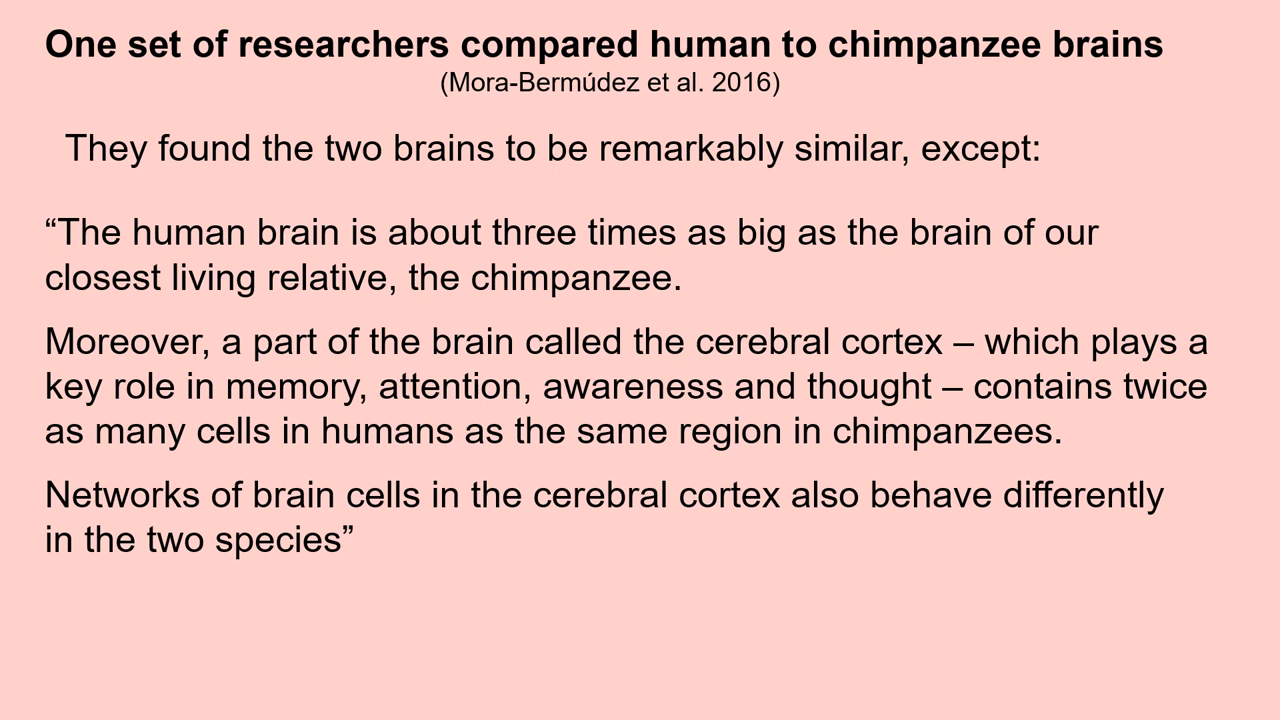 One set of researchers compared human to chimpanzee brains
(Mora-Bermúdez et al. 2016)
They found the two brains to be remarkably similar, except:
“The human brain is about three times as big as the brain of our
closest living relative, the chimpanzee.
Moreover, a part of the brain called the cerebral cortex – which plays a
key role in memory, attention, awareness and thought – contains twice
as many cells in humans as the same region in chimpanzees.
Networks of brain cells in the cerebral cortex also behave differently
in the two species”